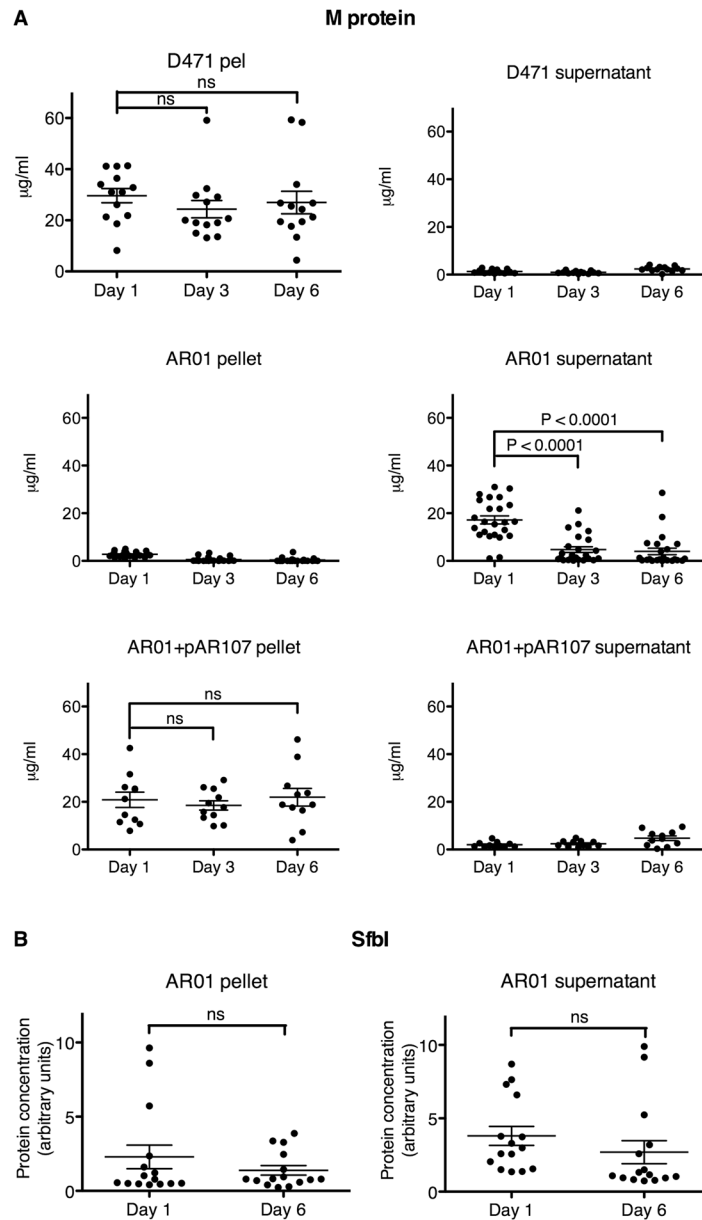 A
M protein
D471 pel
D471 supernatant
ns
ns
µg/ml
60
40
20
0
Day 1 Day 3 Day 6
µg/ml
60
40
20
0
Day 1 Day 3 Day 6
AR01 pellet
AR01 supernatant
µg/ml
60
40
20
0
Day 1 Day 3 Day 6
P < 0.0001
P < 0.0001
µg/ml
60
40
20
0
Day 1 Day 3 Day 6
AR01+pAR107 pellet
AR01+pAR107 supernatant
ns
ns
µg/ml
60
40
20
0
Day 1 Day 3 Day 6
µg/ml
60
40
20
0
Day 1 Day 3 Day 6
B
SfbI
AR01 pellet
AR01 supernatant
ns
Protein concentration
(arbitrary units)
10
5
0
Day 1 Day 6
ns
Protein concentration
(arbitrary units)
10
5
0
Day 1 Day 6